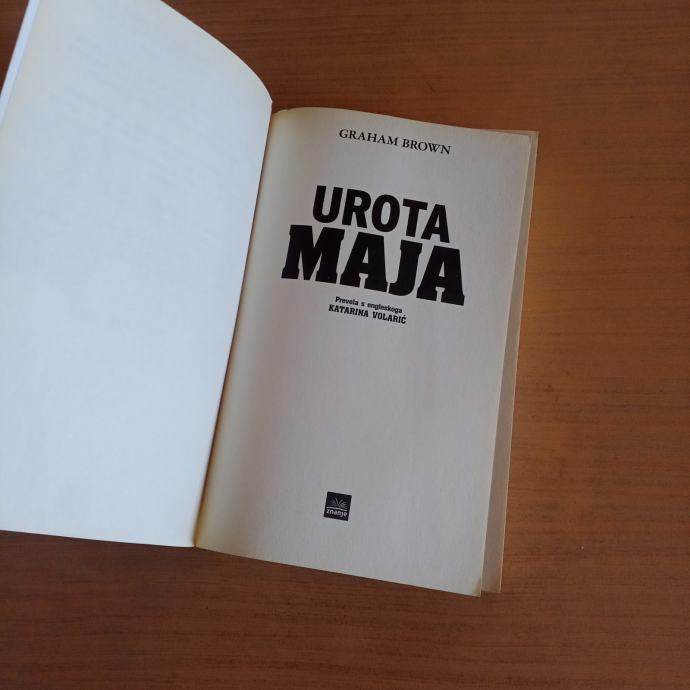 GRAHAM BROWN
UROTA
MAJA
Prevela s engleskoga
KATARINA VOLARIĆ
znanje